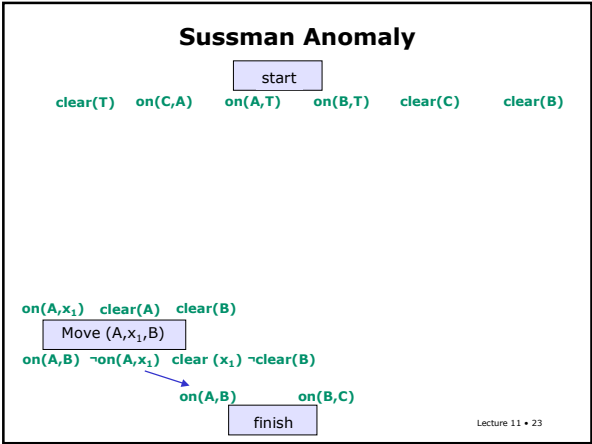 Sussman Anomaly
start
clear(T) on(C,A) on(A,T) on(B,T) clear(C) clear(B)
on(A,x₁) clear(A) clear(B)
Move (A,x₁,B)
on(A,B) ¬on(A,x₁) clear (x₁) ¬clear(B)
on(A,B) on(B,C)
finish
Lecture 11 • 23